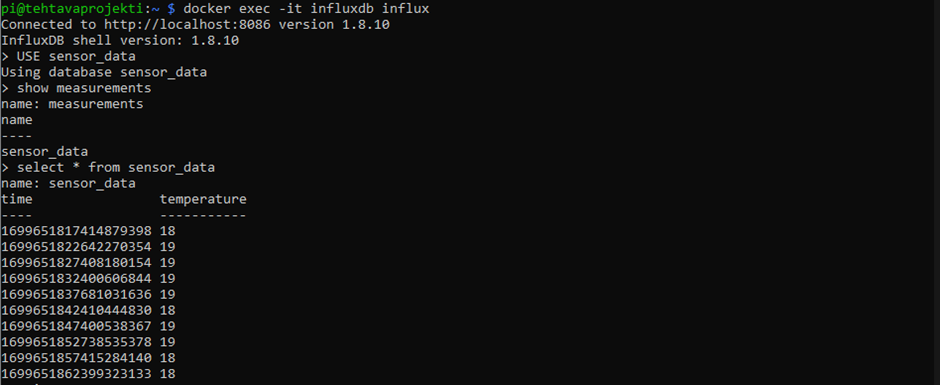 pi@tehtavaprojekti:~ $ docker exec -it influxdb influx
Connected to http://localhost:8086 version 1.8.10
InfluxDB shell version: 1.8.10
> USE sensor_data
Using database sensor_data
> show measurements
name: measurements
name
----
sensor_data
> select * from sensor_data
name: sensor_data
time                temperature
----                -----------
1699651817414879398 18
1699651822642270354 19
1699651827408180154 19
1699651832400606844 19
1699651837681031636 19
1699651842410444830 18
1699651847400538367 19
1699651852738535378 19
1699651857415284140 18
1699651862399323133 18